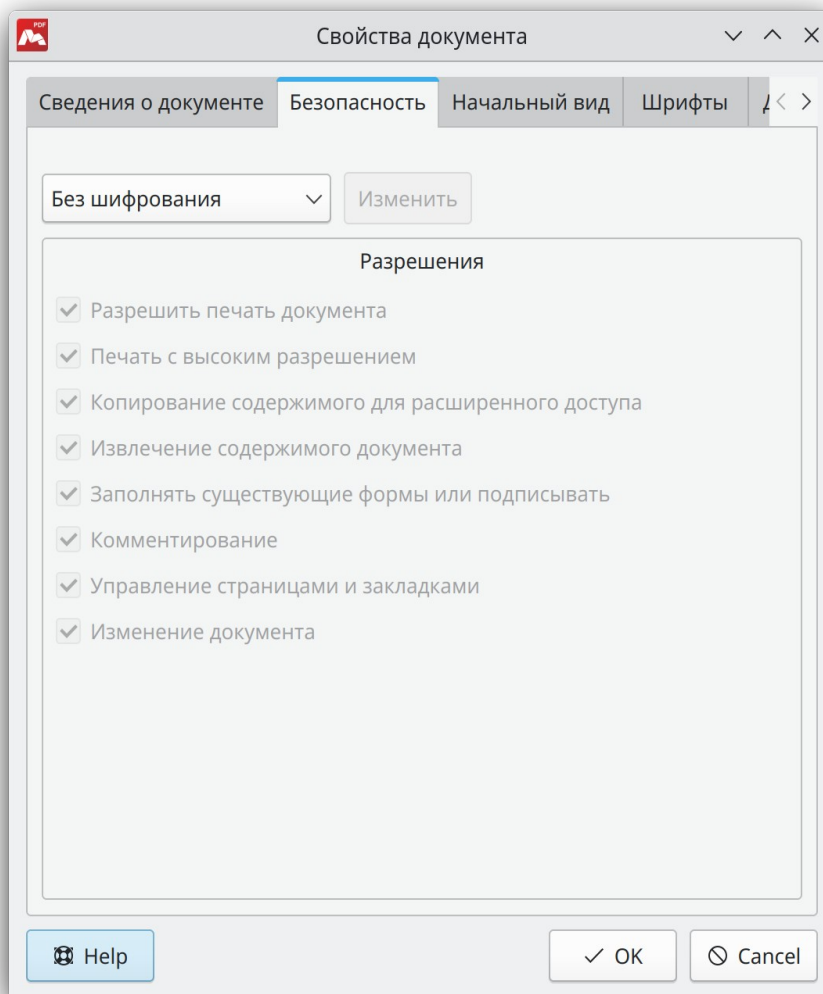 PDF
Свойства документа
Сведения о документе
Безопасность
Начальный вид
Шрифты
Без шифрования
Изменить
Разрешения
Разрешить печать документа
Печать с высоким разрешением
Копирование содержимого для расширенного доступа
Извлечение содержимого документа
Заполнять существующие формы или подписывать
Комментирование
Управление страницами и закладками
Изменение документа
Help
OK
Cancel